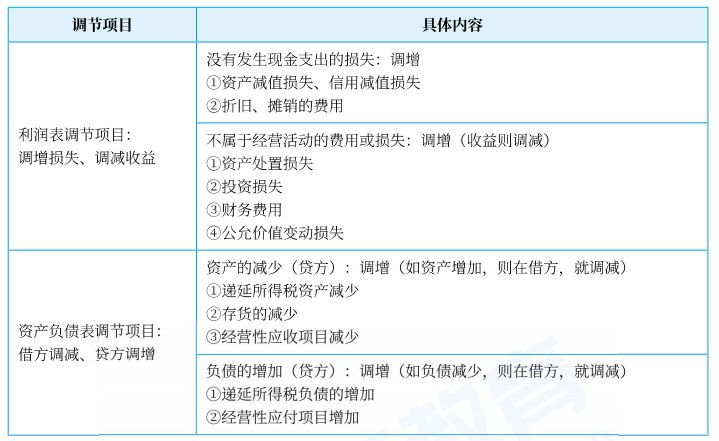 调节项目
具体内容
利润表调节项目：
调增损失、调减收益
没有发生现金支出的损失：调增
①资产减值损失、信用减值损失
②折旧、摊销的费用
不属于经营活动的费用或损失：调增（收益则调减）
①资产处置损失
②投资损失
③财务费用
④公允价值变动损失
资产负债表调节项目：
借方调减、贷方调增
资产的减少（贷方）：调增（如资产增加，则在借方，就调减）
①递延所得税资产减少
②存货的减少
③经营性应收项目减少
负债的增加（贷方）：调增（如负债减少，则在借方，就调减）
①递延所得税负债的增加
②经营性应付项目增加
教育